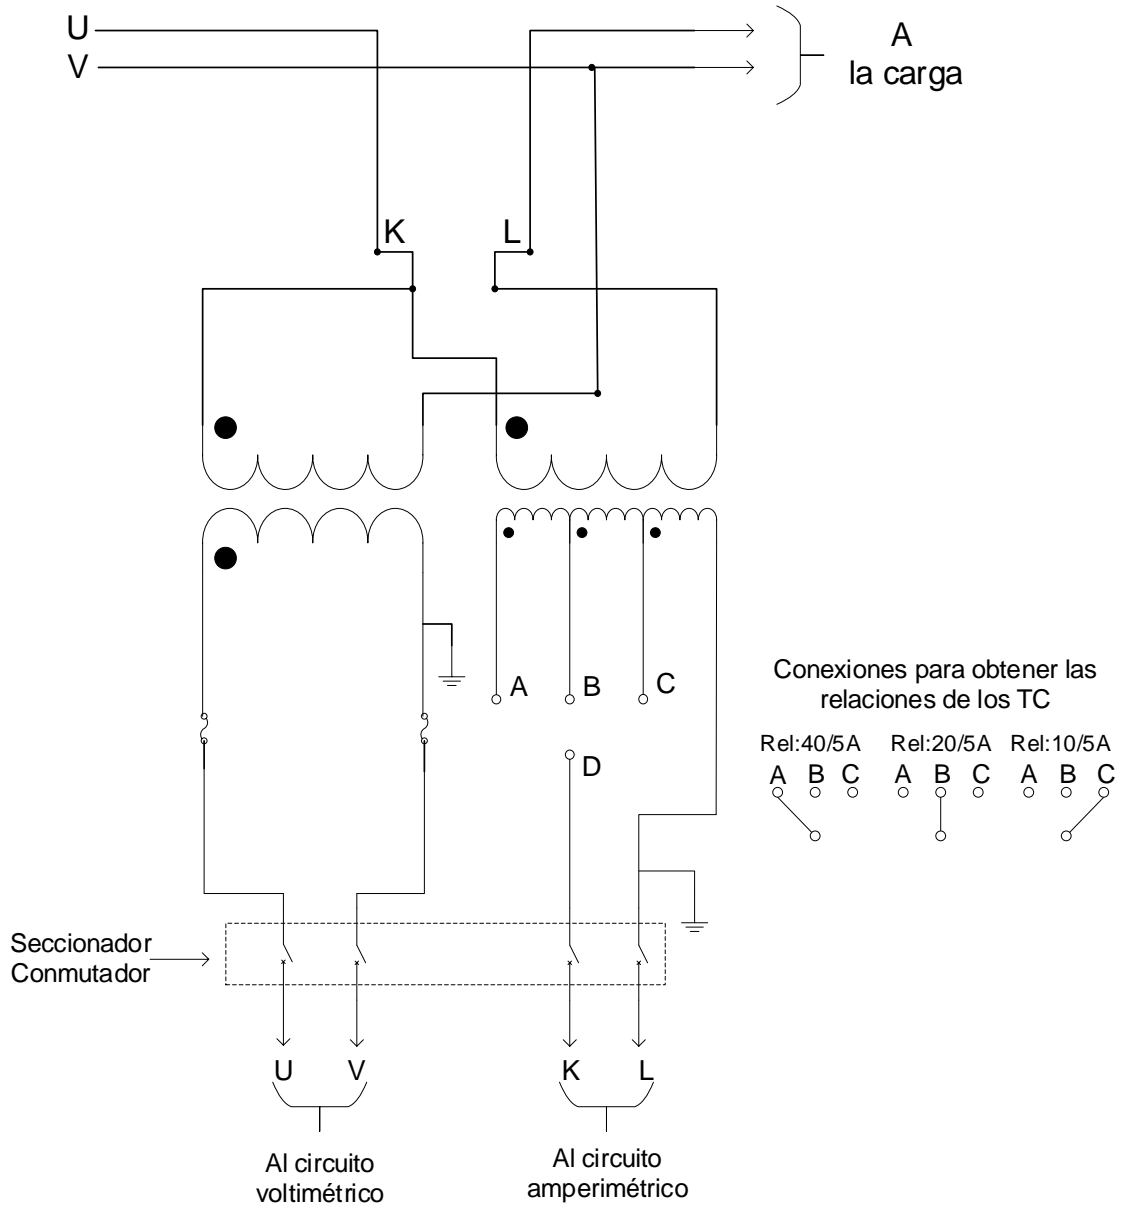 U
V
A
la carga
K
L
A
B
C
D
Conexiones para obtener las
relaciones de los TC
Rel:40/5A Rel:20/5A Rel:10/5A
A B C A B C A B C
Seccionador
Conmutador
U V K L
Al circuito
voltimétrico
Al circuito
amperimétrico